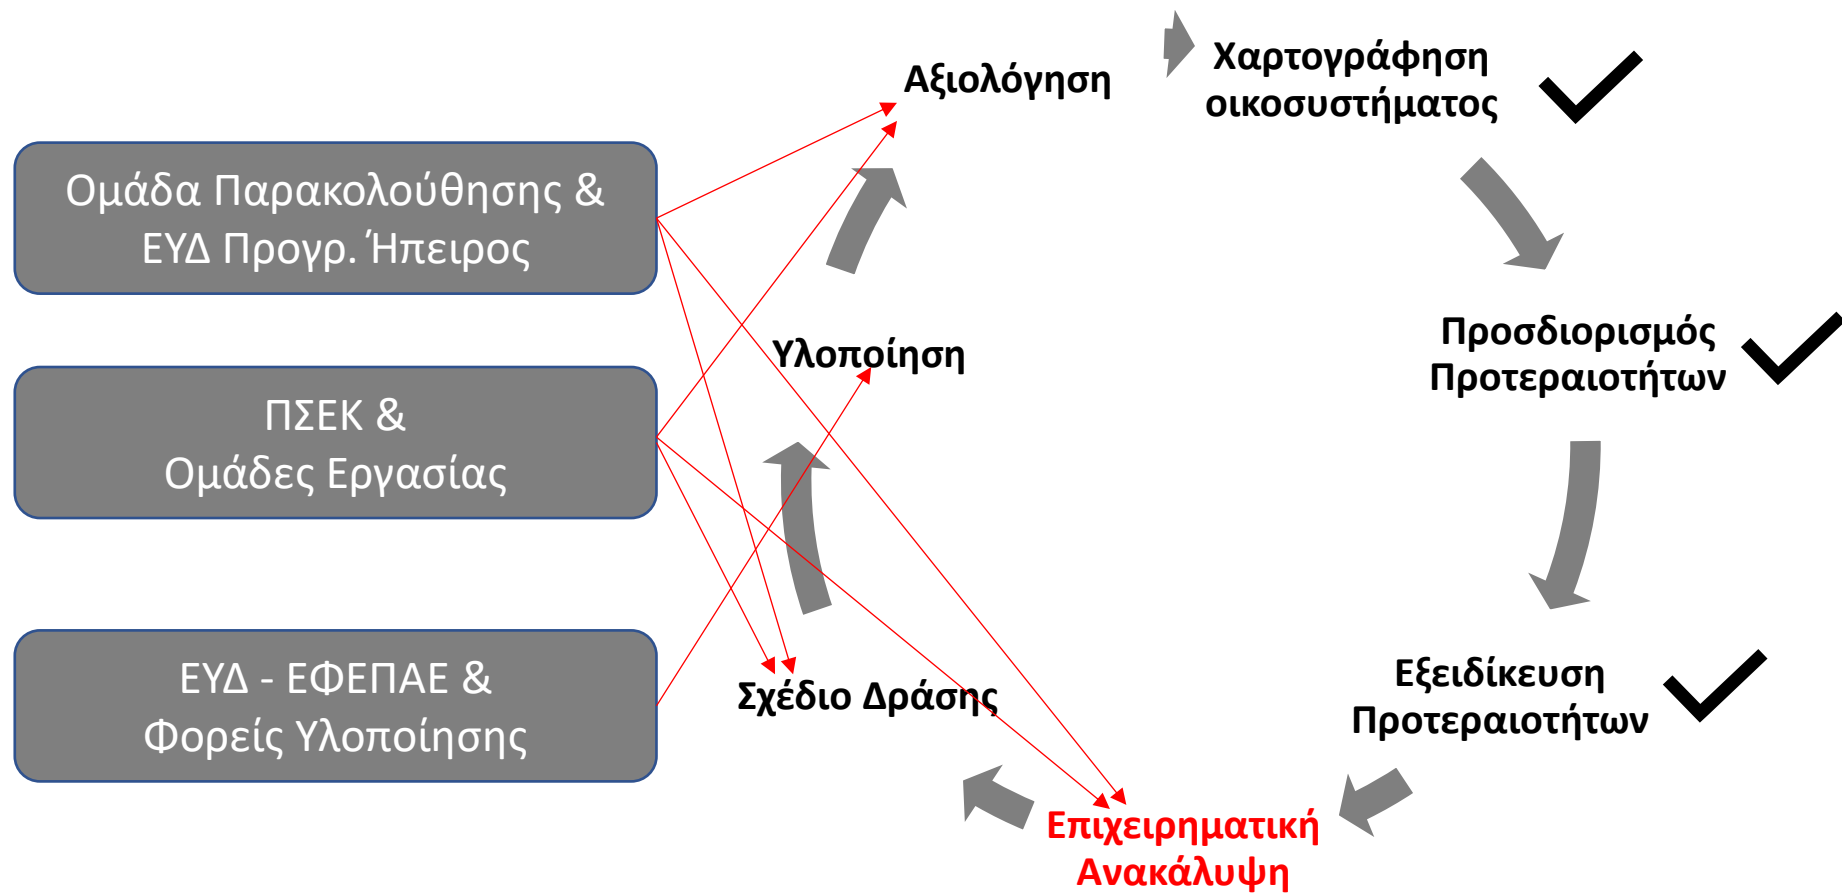 Αξιολόγηση
Χαρτογράφηση
οικοσυστήματος
Ομάδα Παρακολούθησης &
ΕΥΔ Προγρ. Ήπειρος
Υλοποίηση
Προσδιορισμός
Προτεραιοτήτων
ΠΣΕΚ &
Ομάδες Εργασίας
ΕΥΔ - ΕΦΕΠΑΕ &
Φορείς Υλοποίησης
Σχέδιο Δράσης
Εξειδίκευση
Προτεραιοτήτων
Επιχειρηματική
Ανακάλυψη